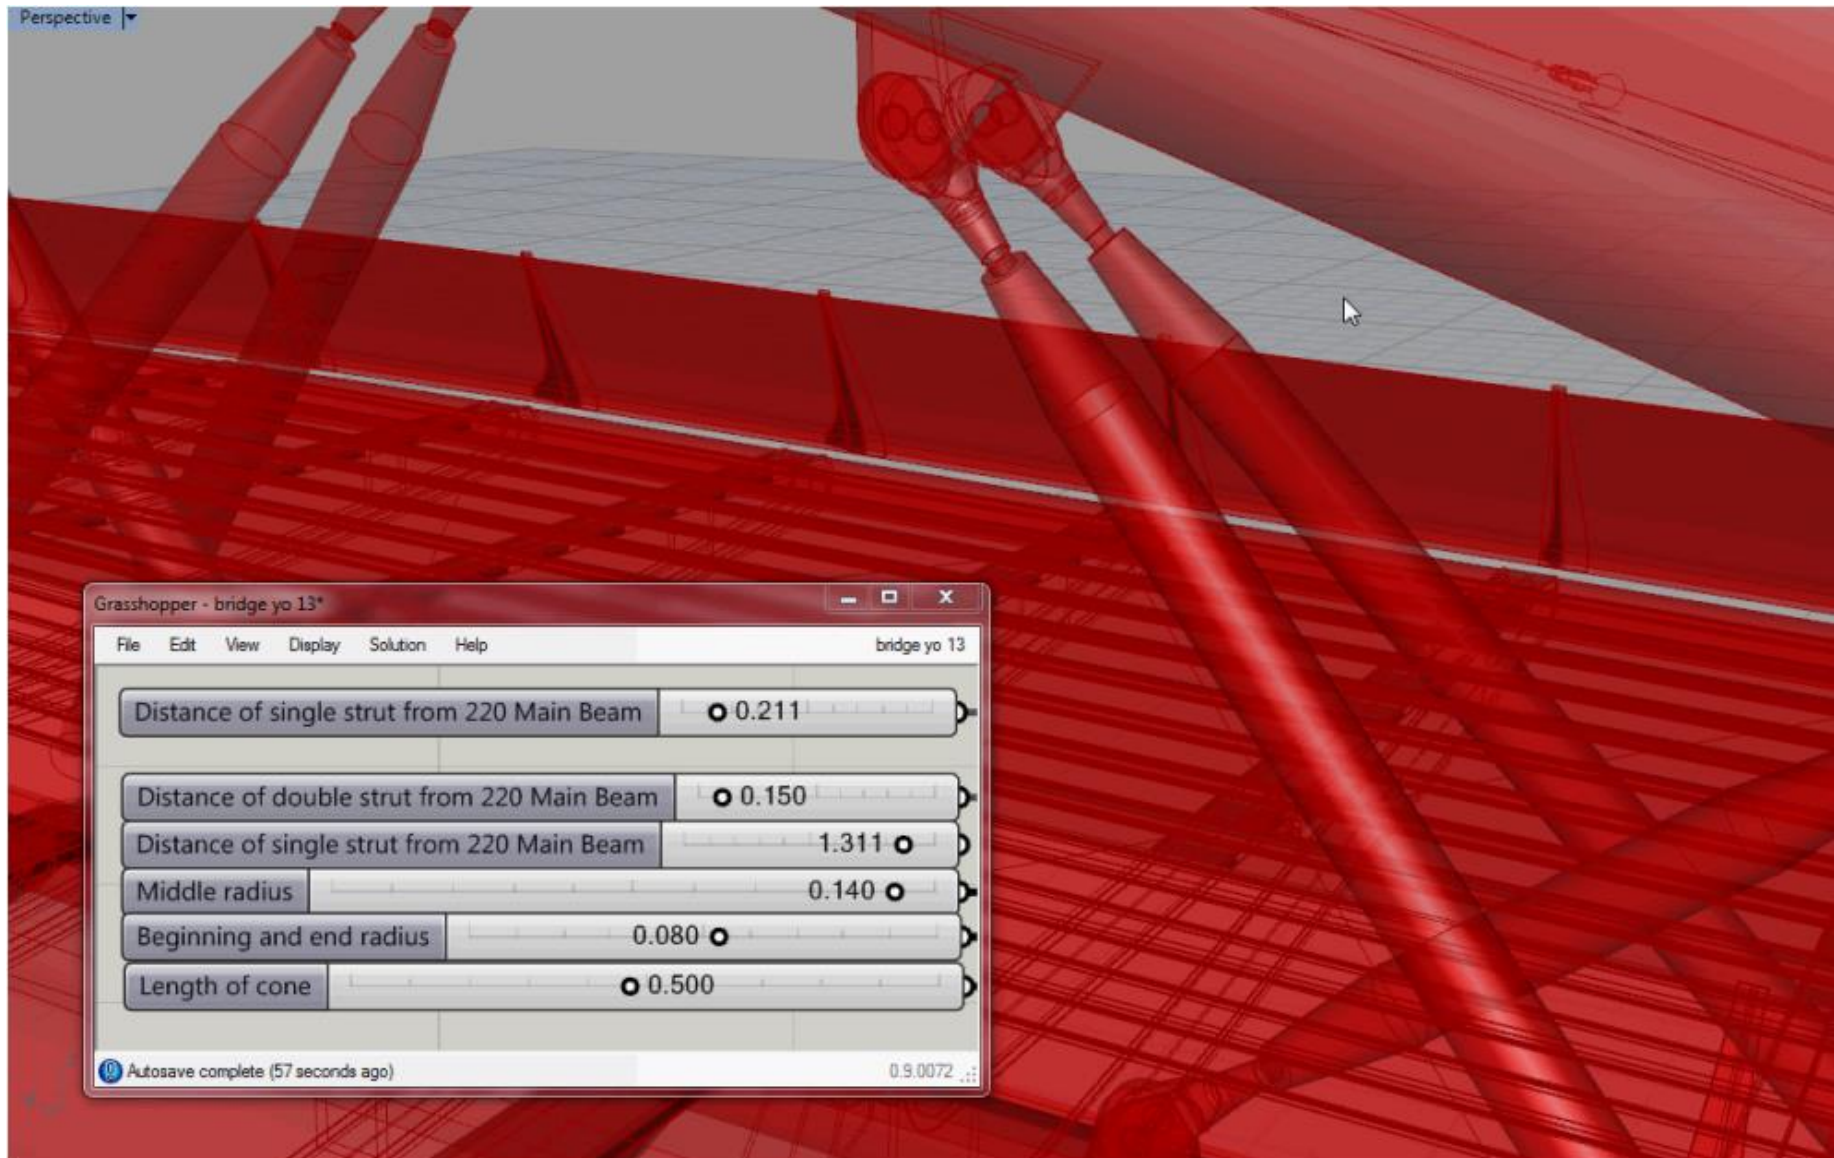 Perspective
Grasshopper - bridge yo 13*
File Edit View Display Solution Help bridge yo 13
Distance of single strut from 220 Main Beam 0.211
Distance of double strut from 220 Main Beam 0.150
Distance of single strut from 220 Main Beam 1.311
Middle radius 0.140
Beginning and end radius 0.080
Length of cone 0.500
Autosave complete (57 seconds ago) 0.9.0072